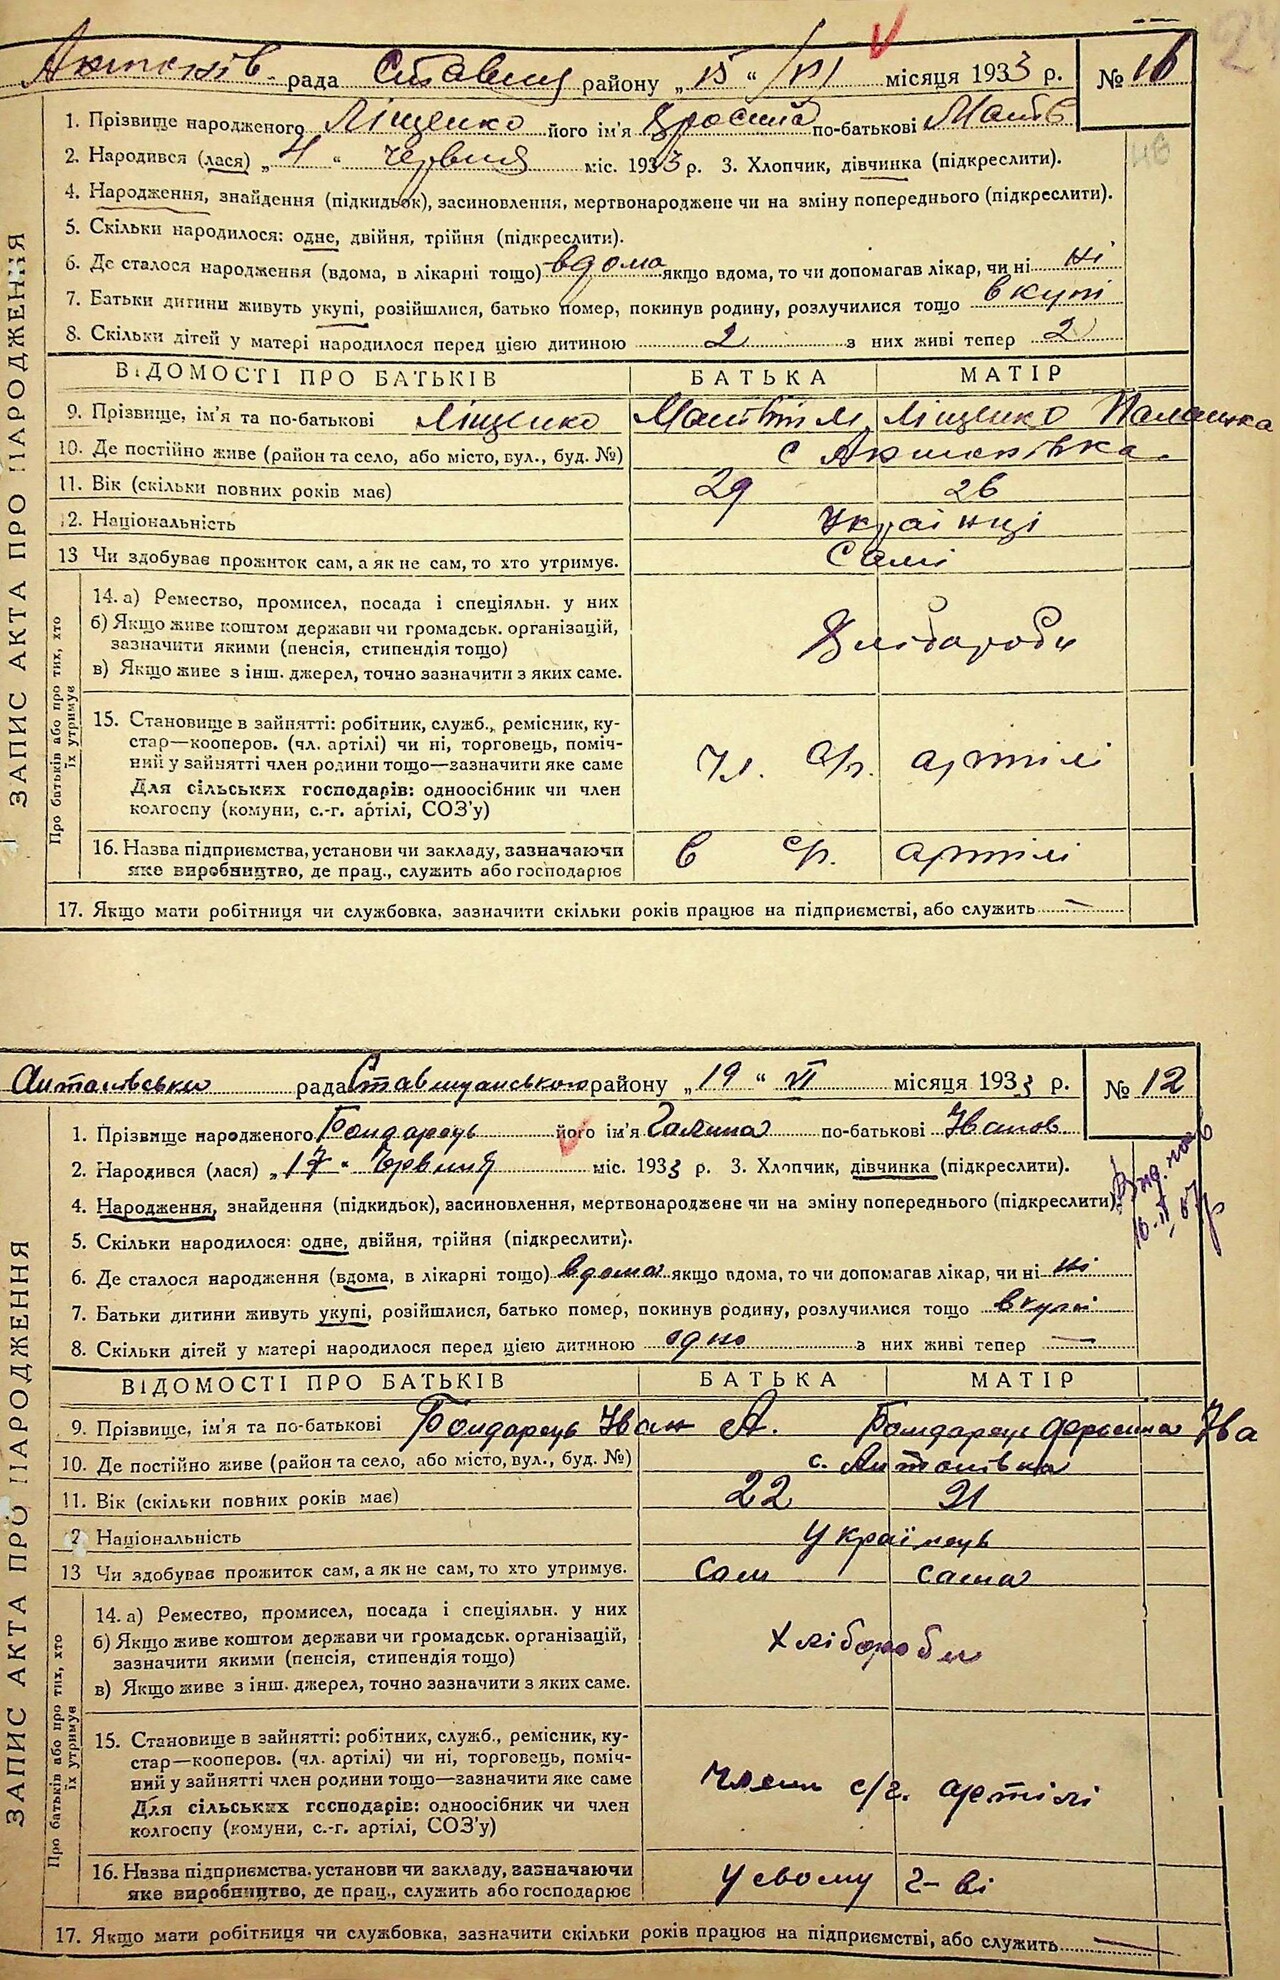 рада Ставищ району „ 15 “ /VI місяця 1933 р. № 1б
1. Прізвище народженого Ліщенко його ім'я по-батькові Матв
2. Народився (лася) „ 4 “ червня міс. 1933 р. 3. Хлопчик, дівчинка (підкреслити).
4. Народження, знайдення (підкидьок), засиновлення, мертвонароджене чи на зміну попереднього (підкреслити).
5. Скільки народилося: одне, двійня, трійня (підкреслити).
6. Де сталося народження (вдома, в лікарні тощо) вдома якщо вдома, то чи допомагав лікар, чи ні ні
7. Батьки дитини живуть укупі, розійшлися, батько помер, покинув родину, розлучилися тощо вкупі
8. Скільки дітей у матері народилося перед цією дитиною 2 з них живі тепер 2
ВІДОМОСТІ ПРО БАТЬКІВ БАТЬКА МАТІР
9. Прізвище, ім'я та по-батькові Ліщенко Матвій М. Ліщенко Палашка
10. Де постійно живе (район та село, або місто, вул., буд. №) с
11. Вік (скільки повних років має) 29 26
12. Національність Українці
13 Чи здобуває прожиток сам, а як не сам, то хто утримує. Самі
14. а) Ремество, промисел, посада і спеціяльн. у них
б) Якщо живе коштом держави чи громадськ. організацій,
зазначити якими (пенсія, стипендія тощо) Хлібороби
в) Якщо живе з інш. джерел, точно зазначити з яких саме.
15. Становище в зайнятті: робітник, служб., ремісник, ку-
стар—кооперов. (чл. артілі) чи ні, торговець, поміч-
ний у зайнятті член родини тощо—зазначити яке саме Чл. с/г. артілі
Для сільських господарів: одноосібник чи член
колгоспу (комуни, с.-г. артілі, СОЗ'у)
16. Назва підприємства, установи чи закладу, зазначаючи в с/г. артілі
яке виробництво, де прац., служить або господарює
17. Якщо мати робітниця чи службовка, зазначити скільки років працює на підприємстві, або служить —
ЗАПИС АКТА ПРО НАРОДЖЕННЯ
Про батьків або про тих, хто
їх утримує
рада Ставищанського району „ 19 “ VI місяця 1933 р. № 12
1. Прізвище народженого Бондарець його ім'я Галина по-батькові Іванов
2. Народився (лася) „ 17 “ Червня міс. 1933 р. 3. Хлопчик, дівчинка (підкреслити).
4. Народження, знайдення (підкидьок), засиновлення, мертвонароджене чи на зміну попереднього (підкреслити).
5. Скільки народилося: одне, двійня, трійня (підкреслити).
6. Де сталося народження (вдома, в лікарні тощо) вдома якщо вдома, то чи допомагав лікар, чи ні ні
7. Батьки дитини живуть укупі, розійшлися, батько помер, покинув родину, розлучилися тощо вкупі
8. Скільки дітей у матері народилося перед цією дитиною одно з них живі тепер —
ВІДОМОСТІ ПРО БАТЬКІВ БАТЬКА МАТІР
9. Прізвище, ім'я та по-батькові Бондарець Іван А. Бондарець Іва
10. Де постійно живе (район та село, або місто, вул., буд. №) с. Антонівка
11. Вік (скільки повних років має) 22 21
2 Національність Українець
13 Чи здобуває прожиток сам, а як не сам, то хто утримує. Сам сама
14. а) Ремество, промисел, посада і спеціяльн. у них
б) Якщо живе коштом держави чи громадськ. організацій, Хлібороби
зазначити якими (пенсія, стипендія тощо)
в) Якщо живе з інш. джерел, точно зазначити з яких саме.
15. Становище в зайнятті: робітник, служб., ремісник, ку-
стар—кооперов. (чл. артілі) чи ні, торговець, поміч-
ний у зайнятті член родини тощо—зазначити яке саме Члени с/г. артілі
Для сільських господарів: одноосібник чи член
колгоспу (комуни, с.-г. артілі, СОЗ'у)
16. Назва підприємства, установи чи закладу, зазначаючи у свому г-ві
яке виробництво, де прац., служить або господарює
17. Якщо мати робітниця чи службовка, зазначити скільки років працює на підприємстві, або служить —
ЗАПИС АКТА ПРО НАРОДЖЕННЯ
Про батьків або про тих, хто
їх утримує